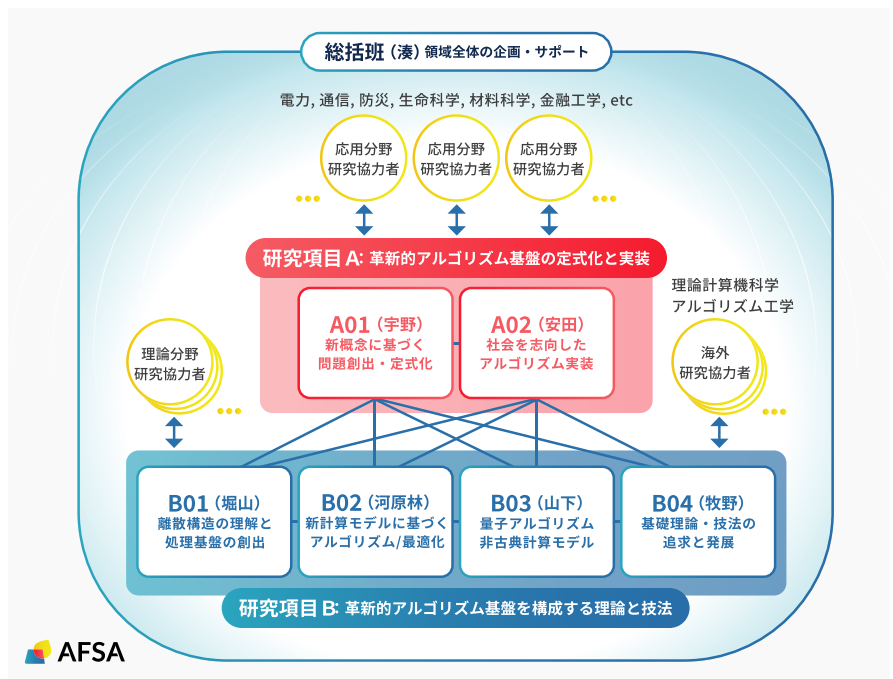 総括班（湊）領域全体の企画・サポート
電力, 通信, 防災, 生命科学, 材料科学, 金融工学, etc
応用分野
研究協力者
応用分野
研究協力者
応用分野
研究協力者
研究項目 A: 革新的アルゴリズム基盤の定式化と実装
A01（宇野）
新概念に基づく
問題創出・定式化
A02（安田）
社会を志向した
アルゴリズム実装
理論計算機科学
アルゴリズム工学
理論分野
研究協力者
海外
研究協力者
B01（堀山）
離散構造の理解と
処理基盤の創出
B02（河原林）
新計算モデルに基づく
アルゴリズム/最適化
B03（山下）
量子アルゴリズム
非古典計算モデル
B04（牧野）
基礎理論・技法の
追求と発展
研究項目 B: 革新的アルゴリズム基盤を構成する理論と技法
AFSA